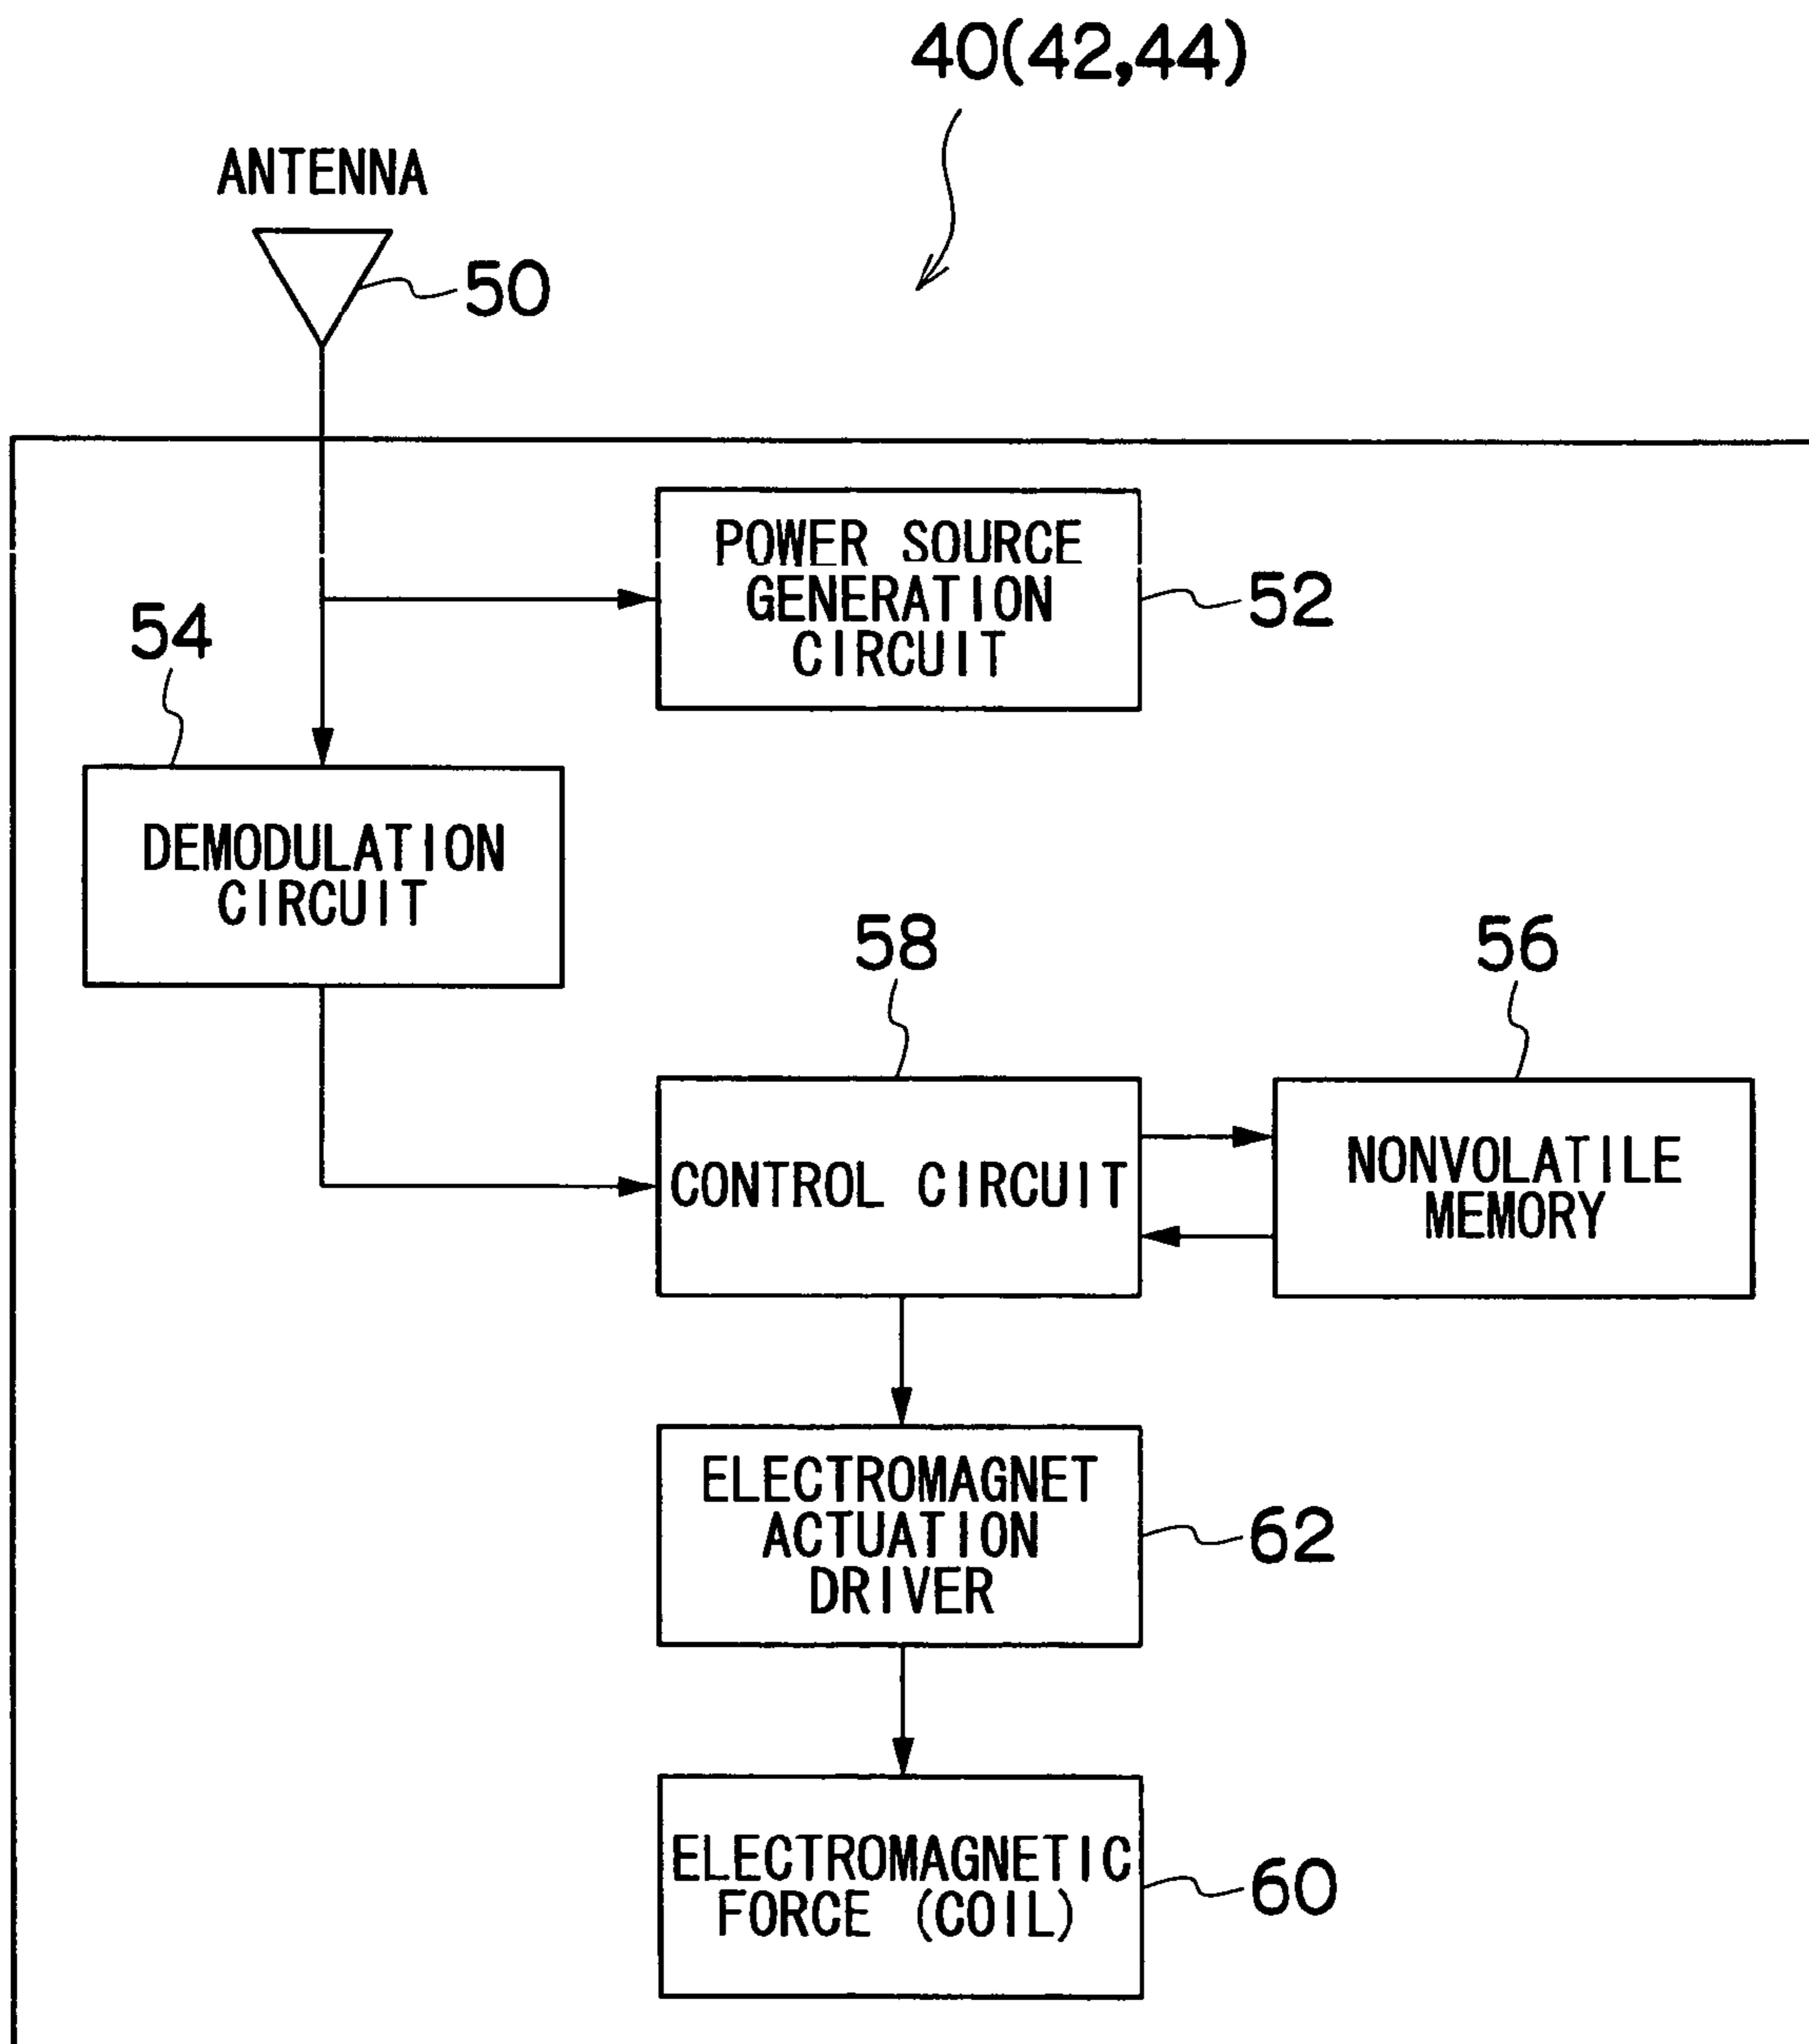 40(42,44)
ANTENNA
50
POWER SOURCE
GENERATION
CIRCUIT
52
54
DEMODULATION
CIRCUIT
58
56
CONTROL CIRCUIT
NONVOLATILE
MEMORY
ELECTROMAGNET
ACTUATION
DRIVER
62
ELECTROMAGNETIC
FORCE (COIL)
60